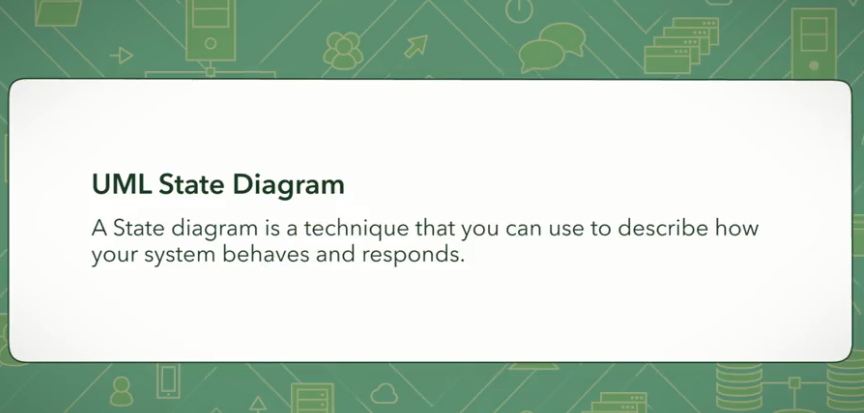 UML State Diagram
A State diagram is a technique that you can use to describe how
your system behaves and responds.